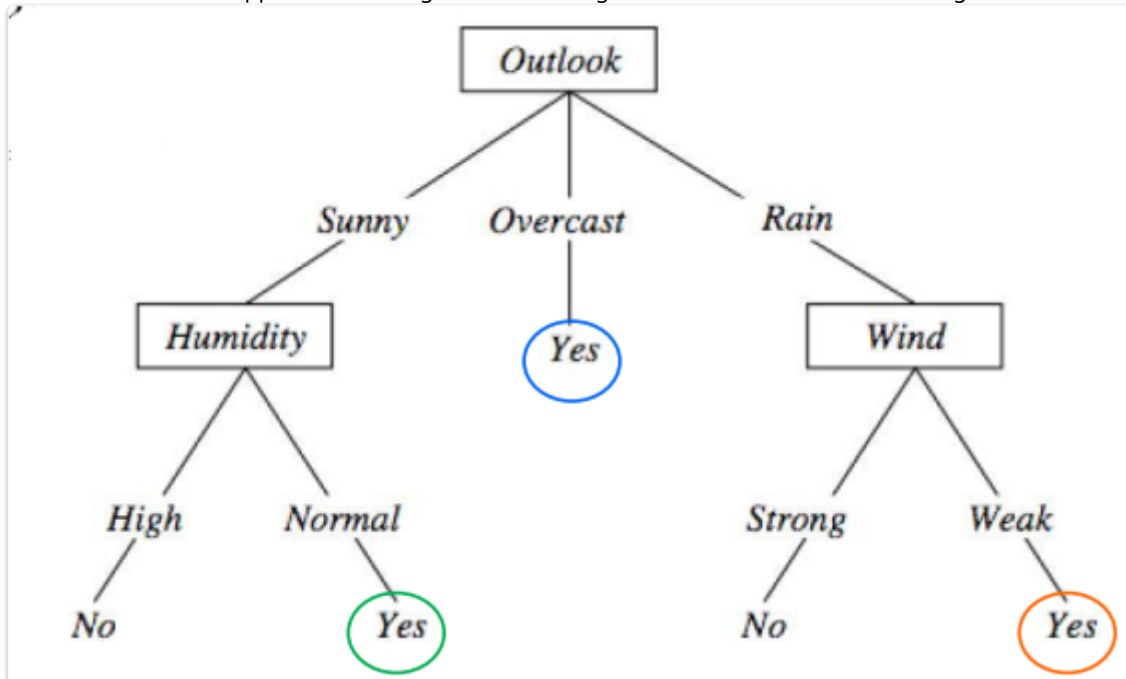 Outlook
Sunny Overcast Rain
Humidity Yes Wind
High Normal Strong Weak
No Yes No Yes